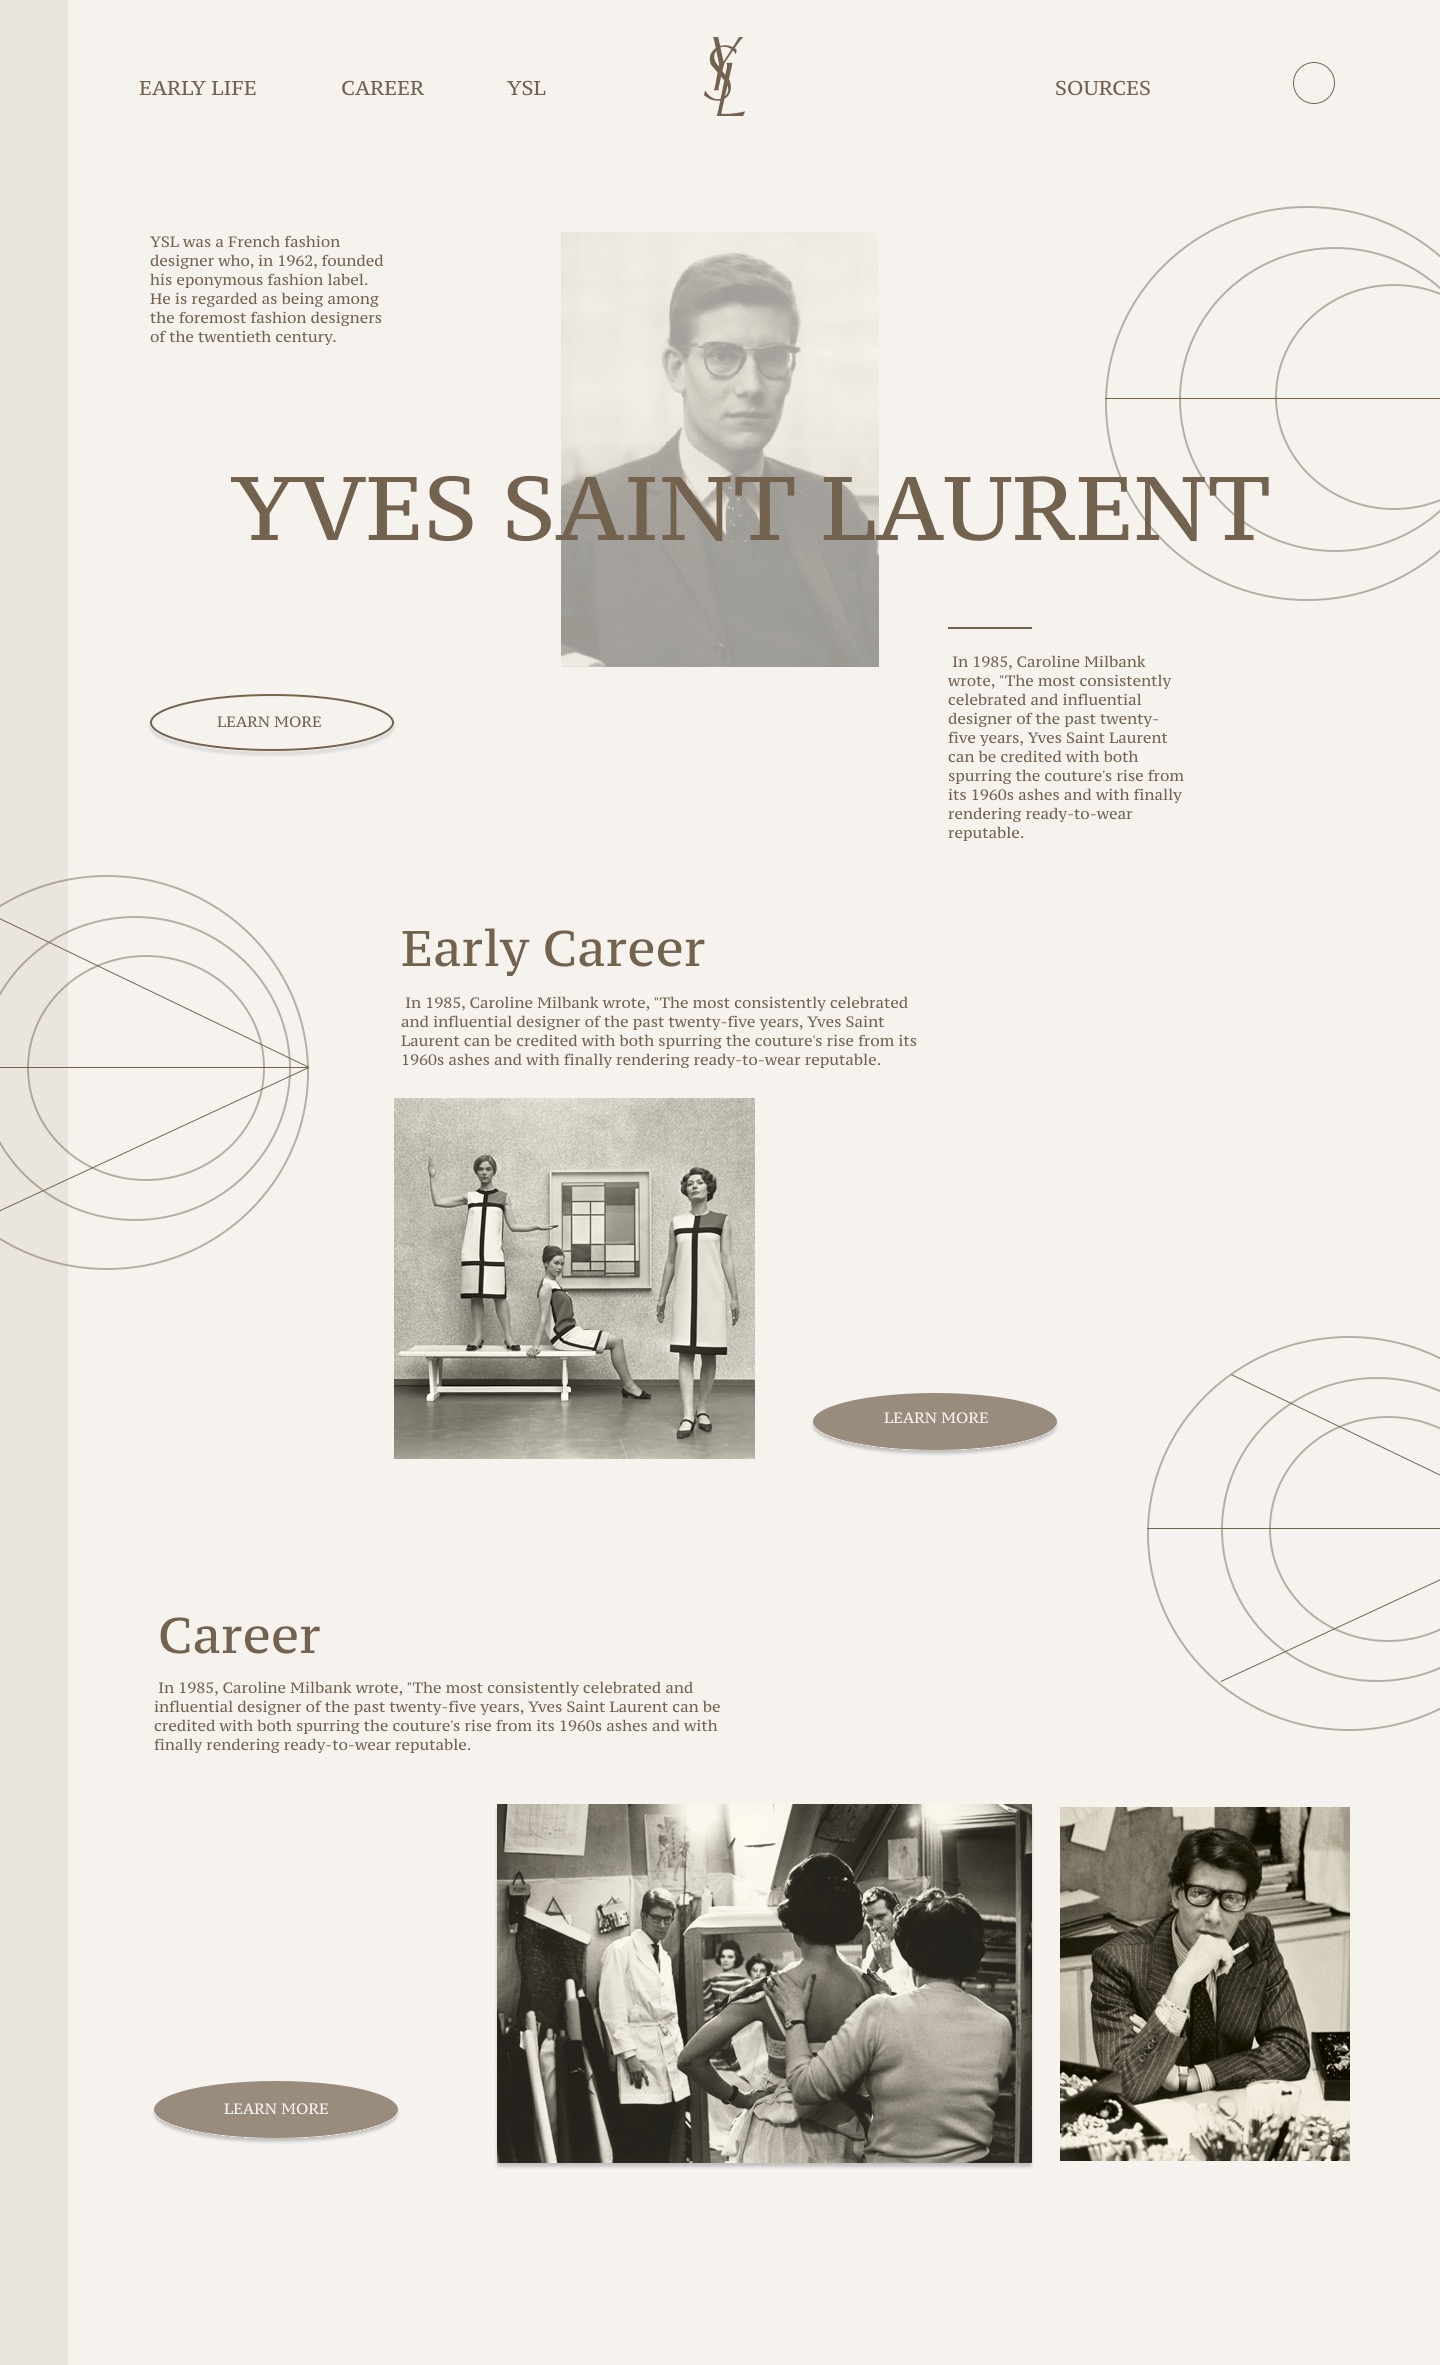 EARLY LIFE CAREER YSL YSL SOURCES
YSL was a French fashion
designer who, in 1962, founded
his eponymous fashion label.
He is regarded as being among
the foremost fashion designers
of the twentieth century.
YVES SAINT LAURENT
In 1985, Caroline Milbank
wrote, "The most consistently
celebrated and influential
designer of the past twenty-
five years, Yves Saint Laurent
can be credited with both
spurring the couture's rise from
its 1960s ashes and with finally
rendering ready-to-wear
reputable.
LEARN MORE
Early Career
In 1985, Caroline Milbank wrote, "The most consistently celebrated
and influential designer of the past twenty-five years, Yves Saint
Laurent can be credited with both spurring the couture's rise from its
1960s ashes and with finally rendering ready-to-wear reputable.
LEARN MORE
Career
In 1985, Caroline Milbank wrote, "The most consistently celebrated and
influential designer of the past twenty-five years, Yves Saint Laurent can be
credited with both spurring the couture's rise from its 1960s ashes and with
finally rendering ready-to-wear reputable.
LEARN MORE